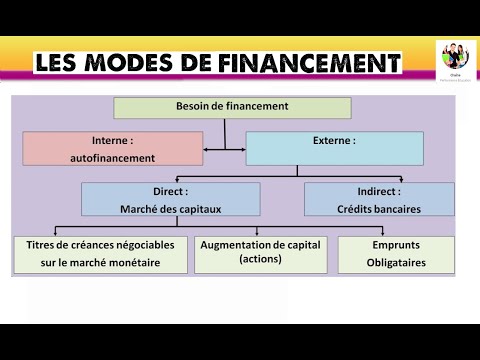 LES MODES DE FINANCEMENT
Chaîne
Besoin de financement
Interne :
autofinancement
Externe :
Direct :
Marché des capitaux
Indirect :
Crédits bancaires
Titres de créances négociables
sur le marché monétaire
Augmentation de capital
(actions)
Emprunts
Obligataires